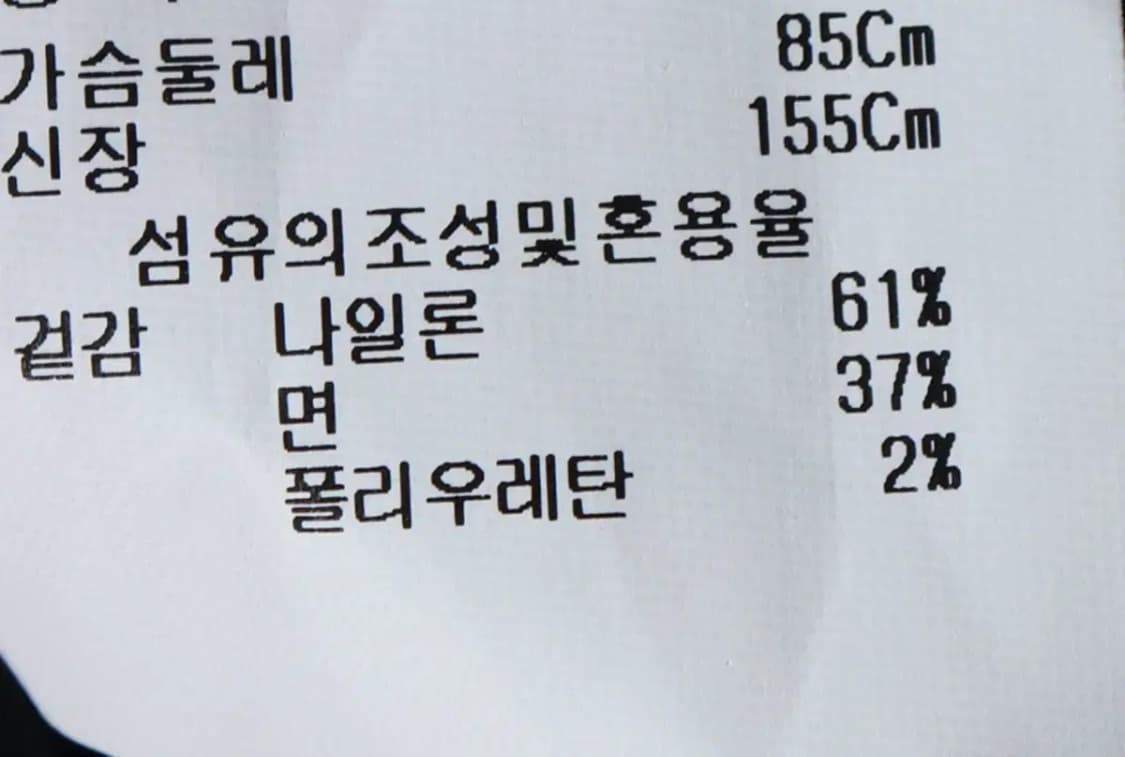 가슴둘레 85Cm
신장 155Cm
섬유의조성및혼용율
겉감 나일론 61%
면 37%
폴리우레탄 2%